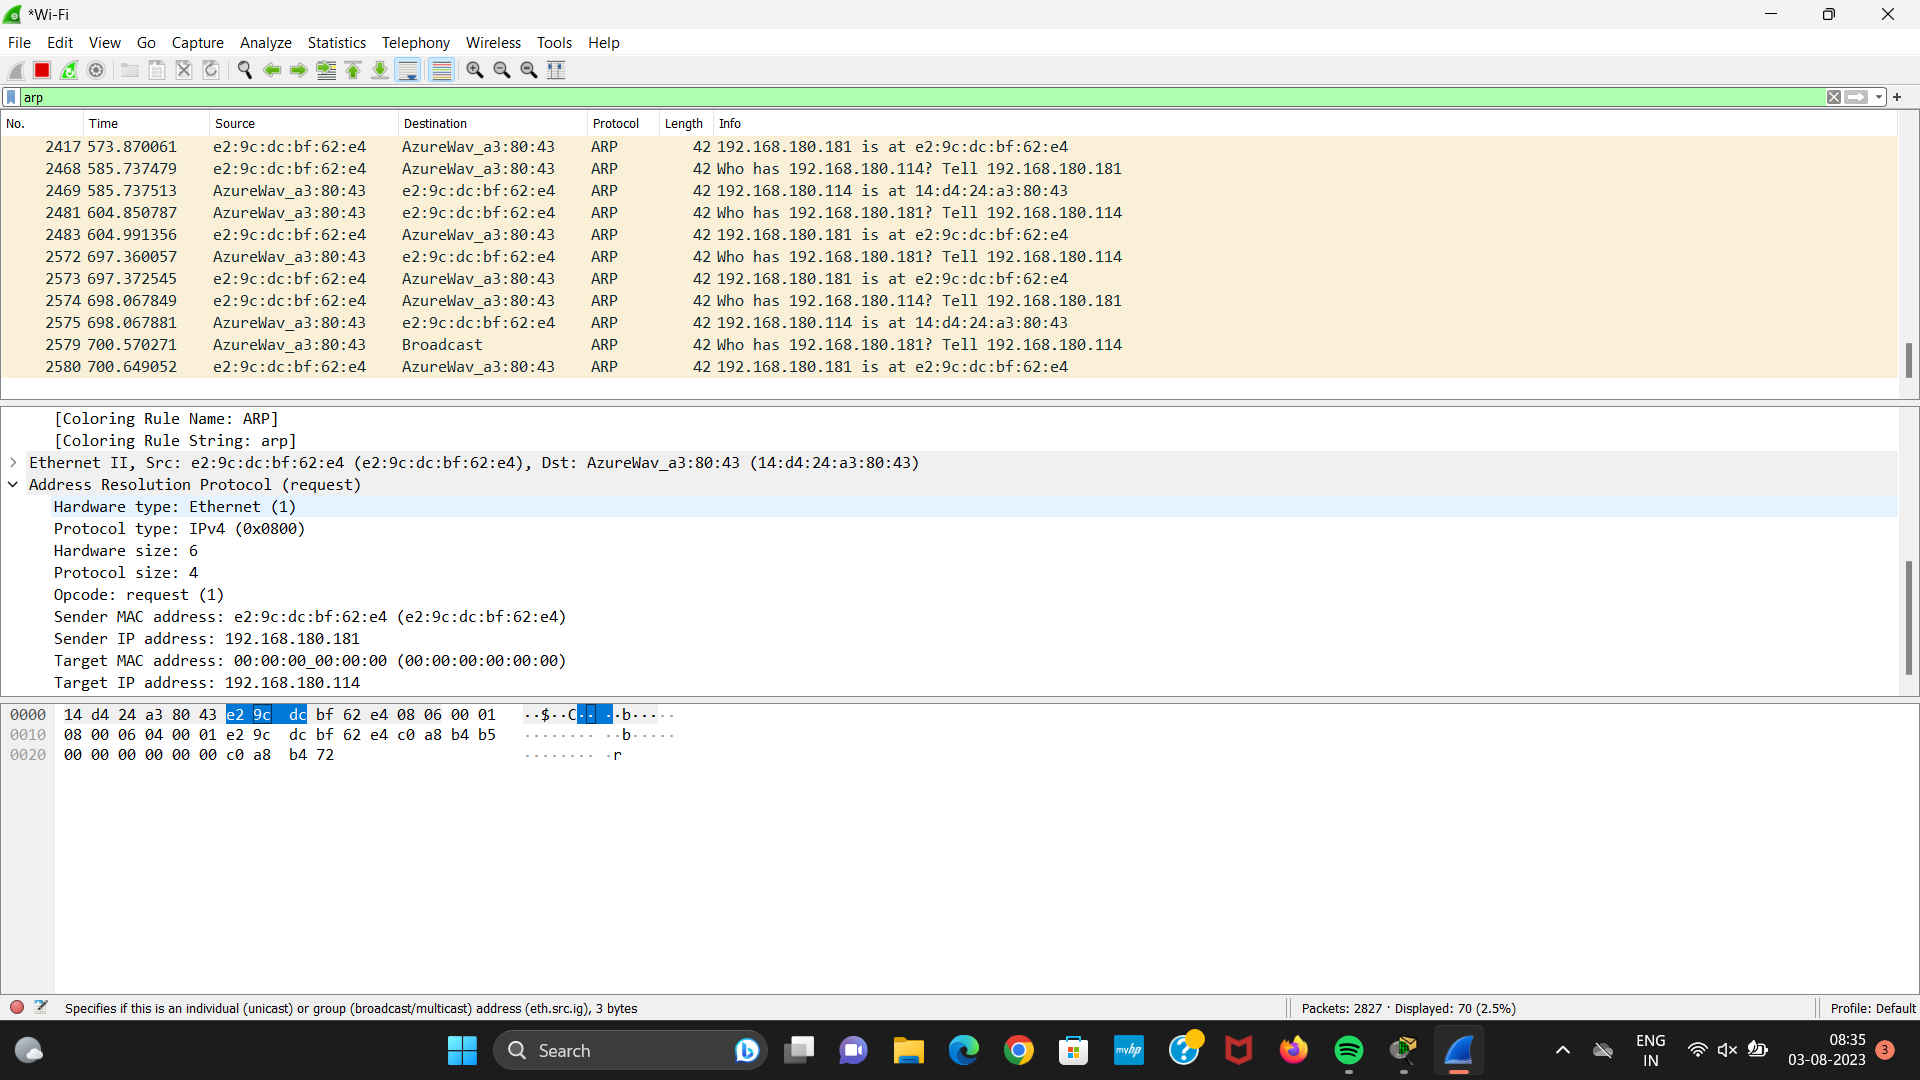 *Wi-Fi
File Edit View Go Capture Analyze Statistics Telephony Wireless Tools Help
arp
No. Time Source Destination Protocol Length Info
2417 573.870061 e2:9c:dc:bf:62:e4 AzureWav_a3:80:43 ARP 42 192.168.180.181 is at e2:9c:dc:bf:62:e4
2468 585.737479 e2:9c:dc:bf:62:e4 AzureWav_a3:80:43 ARP 42 Who has 192.168.180.114? Tell 192.168.180.181
2469 585.737513 AzureWav_a3:80:43 e2:9c:dc:bf:62:e4 ARP 42 192.168.180.114 is at 14:d4:24:a3:80:43
2481 604.850787 AzureWav_a3:80:43 e2:9c:dc:bf:62:e4 ARP 42 Who has 192.168.180.181? Tell 192.168.180.114
2483 604.991356 e2:9c:dc:bf:62:e4 AzureWav_a3:80:43 ARP 42 192.168.180.181 is at e2:9c:dc:bf:62:e4
2572 697.360057 AzureWav_a3:80:43 e2:9c:dc:bf:62:e4 ARP 42 Who has 192.168.180.181? Tell 192.168.180.114
2573 697.372545 e2:9c:dc:bf:62:e4 AzureWav_a3:80:43 ARP 42 192.168.180.181 is at e2:9c:dc:bf:62:e4
2574 698.067849 e2:9c:dc:bf:62:e4 AzureWav_a3:80:43 ARP 42 Who has 192.168.180.114? Tell 192.168.180.181
2575 698.067881 AzureWav_a3:80:43 e2:9c:dc:bf:62:e4 ARP 42 192.168.180.114 is at 14:d4:24:a3:80:43
2579 700.570271 AzureWav_a3:80:43 Broadcast ARP 42 Who has 192.168.180.181? Tell 192.168.180.114
2580 700.649052 e2:9c:dc:bf:62:e4 AzureWav_a3:80:43 ARP 42 192.168.180.181 is at e2:9c:dc:bf:62:e4
[Coloring Rule Name: ARP]
[Coloring Rule String: arp]
Ethernet II, Src: e2:9c:dc:bf:62:e4 (e2:9c:dc:bf:62:e4), Dst: AzureWav_a3:80:43 (14:d4:24:a3:80:43)
Address Resolution Protocol (request)
Hardware type: Ethernet (1)
Protocol type: IPv4 (0x0800)
Hardware size: 6
Protocol size: 4
Opcode: request (1)
Sender MAC address: e2:9c:dc:bf:62:e4 (e2:9c:dc:bf:62:e4)
Sender IP address: 192.168.180.181
Target MAC address: 00:00:00_00:00:00 (00:00:00:00:00:00)
Target IP address: 192.168.180.114
0000 14 d4 24 a3 80 43 e2 9c dc bf 62 e4 08 06 00 01 ··$··C·· ··b·····
0010 08 00 06 04 00 01 e2 9c dc bf 62 e4 c0 a8 b4 b5 ········ ··b·····
0020 00 00 00 00 00 00 c0 a8 b4 72 ········ ·r
Specifies if this is an individual (unicast) or group (broadcast/multicast) address (eth.src.ig), 3 bytes Packets: 2827 · Displayed: 70 (2.5%) Profile: Default
Search myhp ENG 08:35
IN 03-08-2023 3